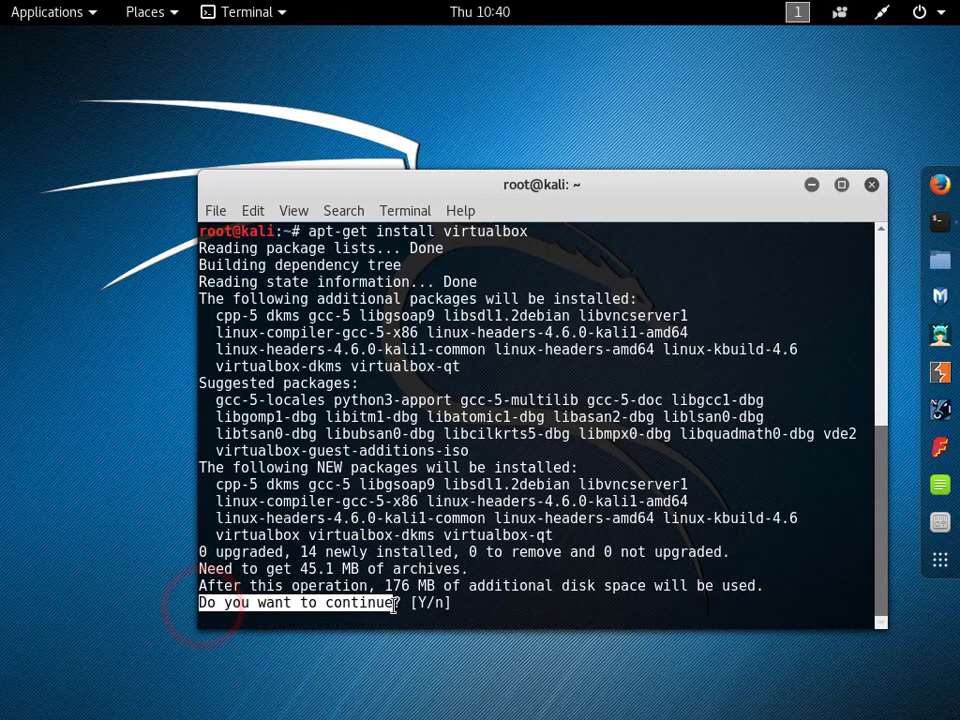 Applications Places Terminal Thu 10:40 1
root@kali: ~
File Edit View Search Terminal Help
root@kali:~# apt-get install virtualbox
Reading package lists... Done
Building dependency tree
Reading state information... Done
The following additional packages will be installed:
  cpp-5 dkms gcc-5 libgsoap9 libsdl1.2debian libvncserver1
  linux-compiler-gcc-5-x86 linux-headers-4.6.0-kali1-amd64
  linux-headers-4.6.0-kali1-common linux-headers-amd64 linux-kbuild-4.6
  virtualbox-dkms virtualbox-qt
Suggested packages:
  gcc-5-locales python3-apport gcc-5-multilib gcc-5-doc libgcc1-dbg
  libgomp1-dbg libitm1-dbg libatomic1-dbg libasan2-dbg liblsan0-dbg
  libtsan0-dbg libubsan0-dbg libcilkrts5-dbg libmpx0-dbg libquadmath0-dbg vde2
  virtualbox-guest-additions-iso
The following NEW packages will be installed:
  cpp-5 dkms gcc-5 libgsoap9 libsdl1.2debian libvncserver1
  linux-compiler-gcc-5-x86 linux-headers-4.6.0-kali1-amd64
  linux-headers-4.6.0-kali1-common linux-headers-amd64 linux-kbuild-4.6
  virtualbox virtualbox-dkms virtualbox-qt
0 upgraded, 14 newly installed, 0 to remove and 0 not upgraded.
Need to get 45.1 MB of archives.
After this operation, 176 MB of additional disk space will be used.
Do you want to continue? [Y/n]